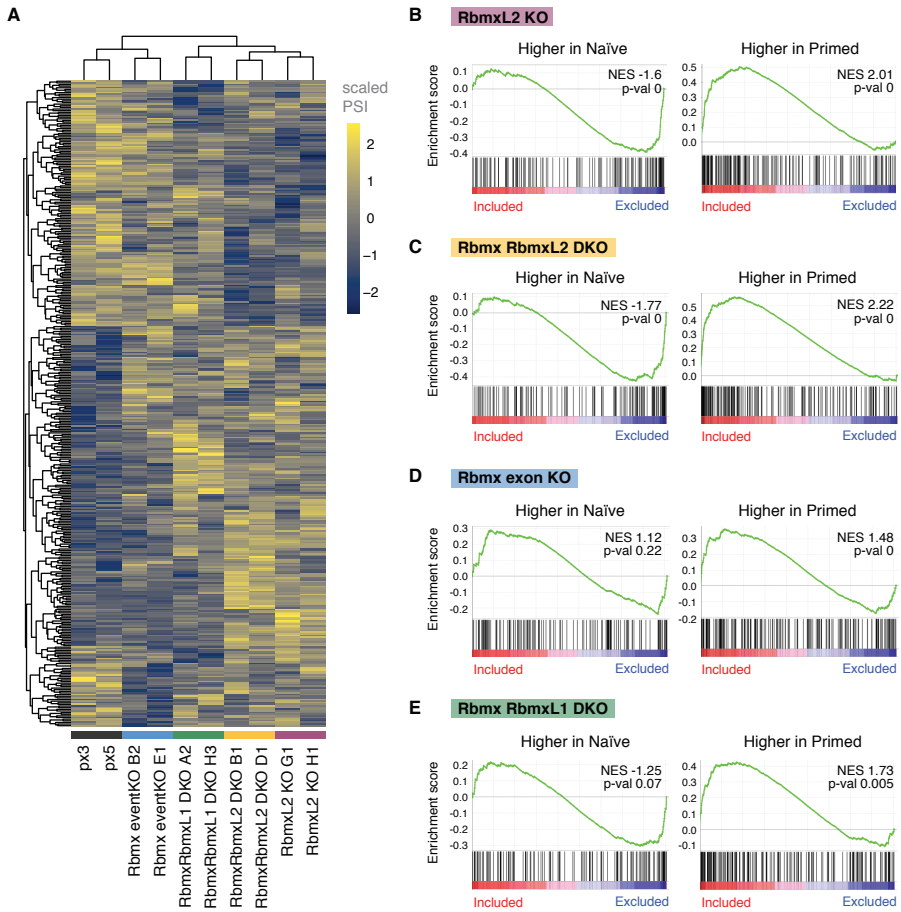 A
scaled
PSI
2
1
0
−1
−2
px3
px5
Rbmx eventKO B2
Rbmx eventKO E1
RbmxRbmxL1 DKO A2
RbmxRbmxL1 DKO H3
RbmxRbmxL2 DKO B1
RbmxRbmxL2 DKO D1
RbmxL2 KO G1
RbmxL2 KO H1
B
RbmxL2 KO
Higher in Naïve
Enrichment score
0.1
0.0
-0.1
-0.2
-0.3
-0.4
NES -1.6
p-val 0
Included
Excluded
Higher in Primed
0.5
0.4
0.3
0.2
0.1
0.0
NES 2.01
p-val 0
Included
Excluded
C
Rbmx RbmxL2 DKO
Higher in Naïve
Enrichment score
0.1
0.0
-0.1
-0.2
-0.3
-0.4
NES -1.77
p-val 0
Included
Excluded
Higher in Primed
0.5
0.4
0.3
0.2
0.1
0.0
NES 2.22
p-val 0
Included
Excluded
D
Rbmx exon KO
Higher in Naïve
Enrichment score
0.3
0.2
0.1
0.0
-0.1
-0.2
NES 1.12
p-val 0.22
Included
Excluded
Higher in Primed
0.3
0.2
0.1
0.0
-0.1
-0.2
NES 1.48
p-val 0
Included
Excluded
E
Rbmx RbmxL1 DKO
Higher in Naïve
Enrichment score
0.2
0.1
0.0
-0.1
-0.2
-0.3
NES -1.25
p-val 0.07
Included
Excluded
Higher in Primed
0.4
0.3
0.2
0.1
0.0
-0.1
NES 1.73
p-val 0.005
Included
Excluded